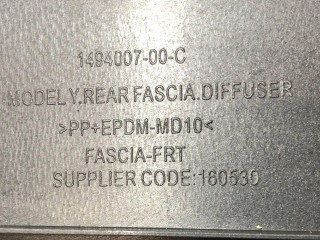 1494007-00-C
MODEL Y.REAR FASCIA.DIFFUSER
>PP+EPDM-MD10<
FASCIA-FRT
SUPPLIER CODE:160530